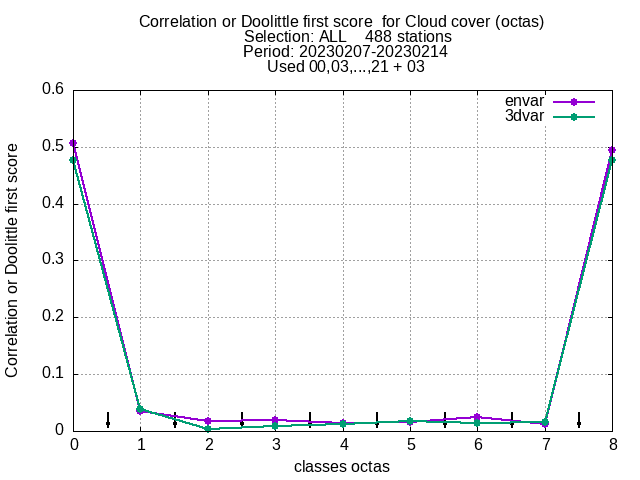 Correlation or Doolittle first score  for Cloud cover (octas)
Selection: ALL    488 stations
Period: 20230207-20230214
Used 00,03,...,21 + 03
envar
3dvar
0.6
0.5
0.4
0.3
0.2
0.1
0
Correlation or Doolittle first score
0 1 2 3 4 5 6 7 8
classes octas